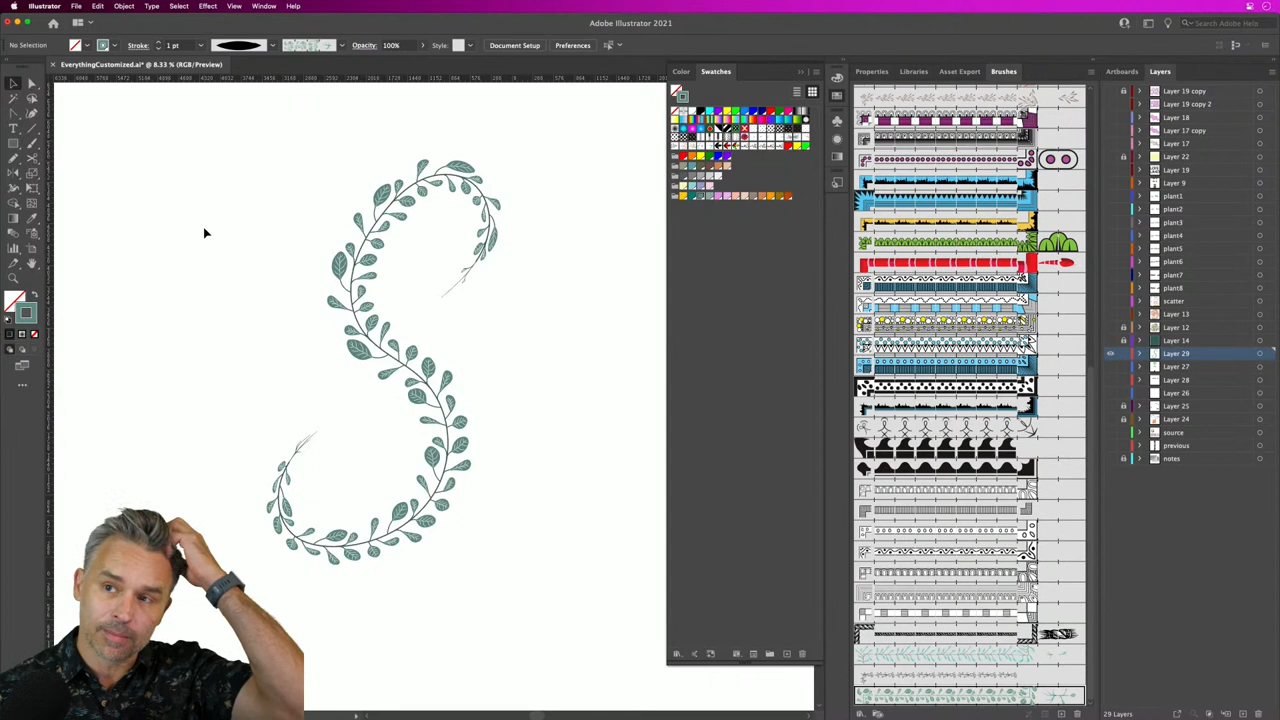 Illustrator File Edit Object Type Select Effect View Window Help
Adobe Illustrator 2021
Search Adobe Help
No Selection Stroke: 1 pt Opacity: 100% Style: Document Setup Preferences
EverythingCustomized.ai* @ 8.33 % (RGB/Preview)
Color Swatches
Properties Libraries Asset Export Brushes
Artboards Layers
Layer 19 copy
Layer 19 copy 2
Layer 18
Layer 17 copy
Layer 22
Layer 19
Layer 9
plant1
plant2
plant3
plant4
plant5
plant6
plant7
plant8
scatter
Layer 13
Layer 12
Layer 14
Layer 29
Layer 27
Layer 28
Layer 26
Layer 25
Layer 24
source
previous
notes
29 Layers